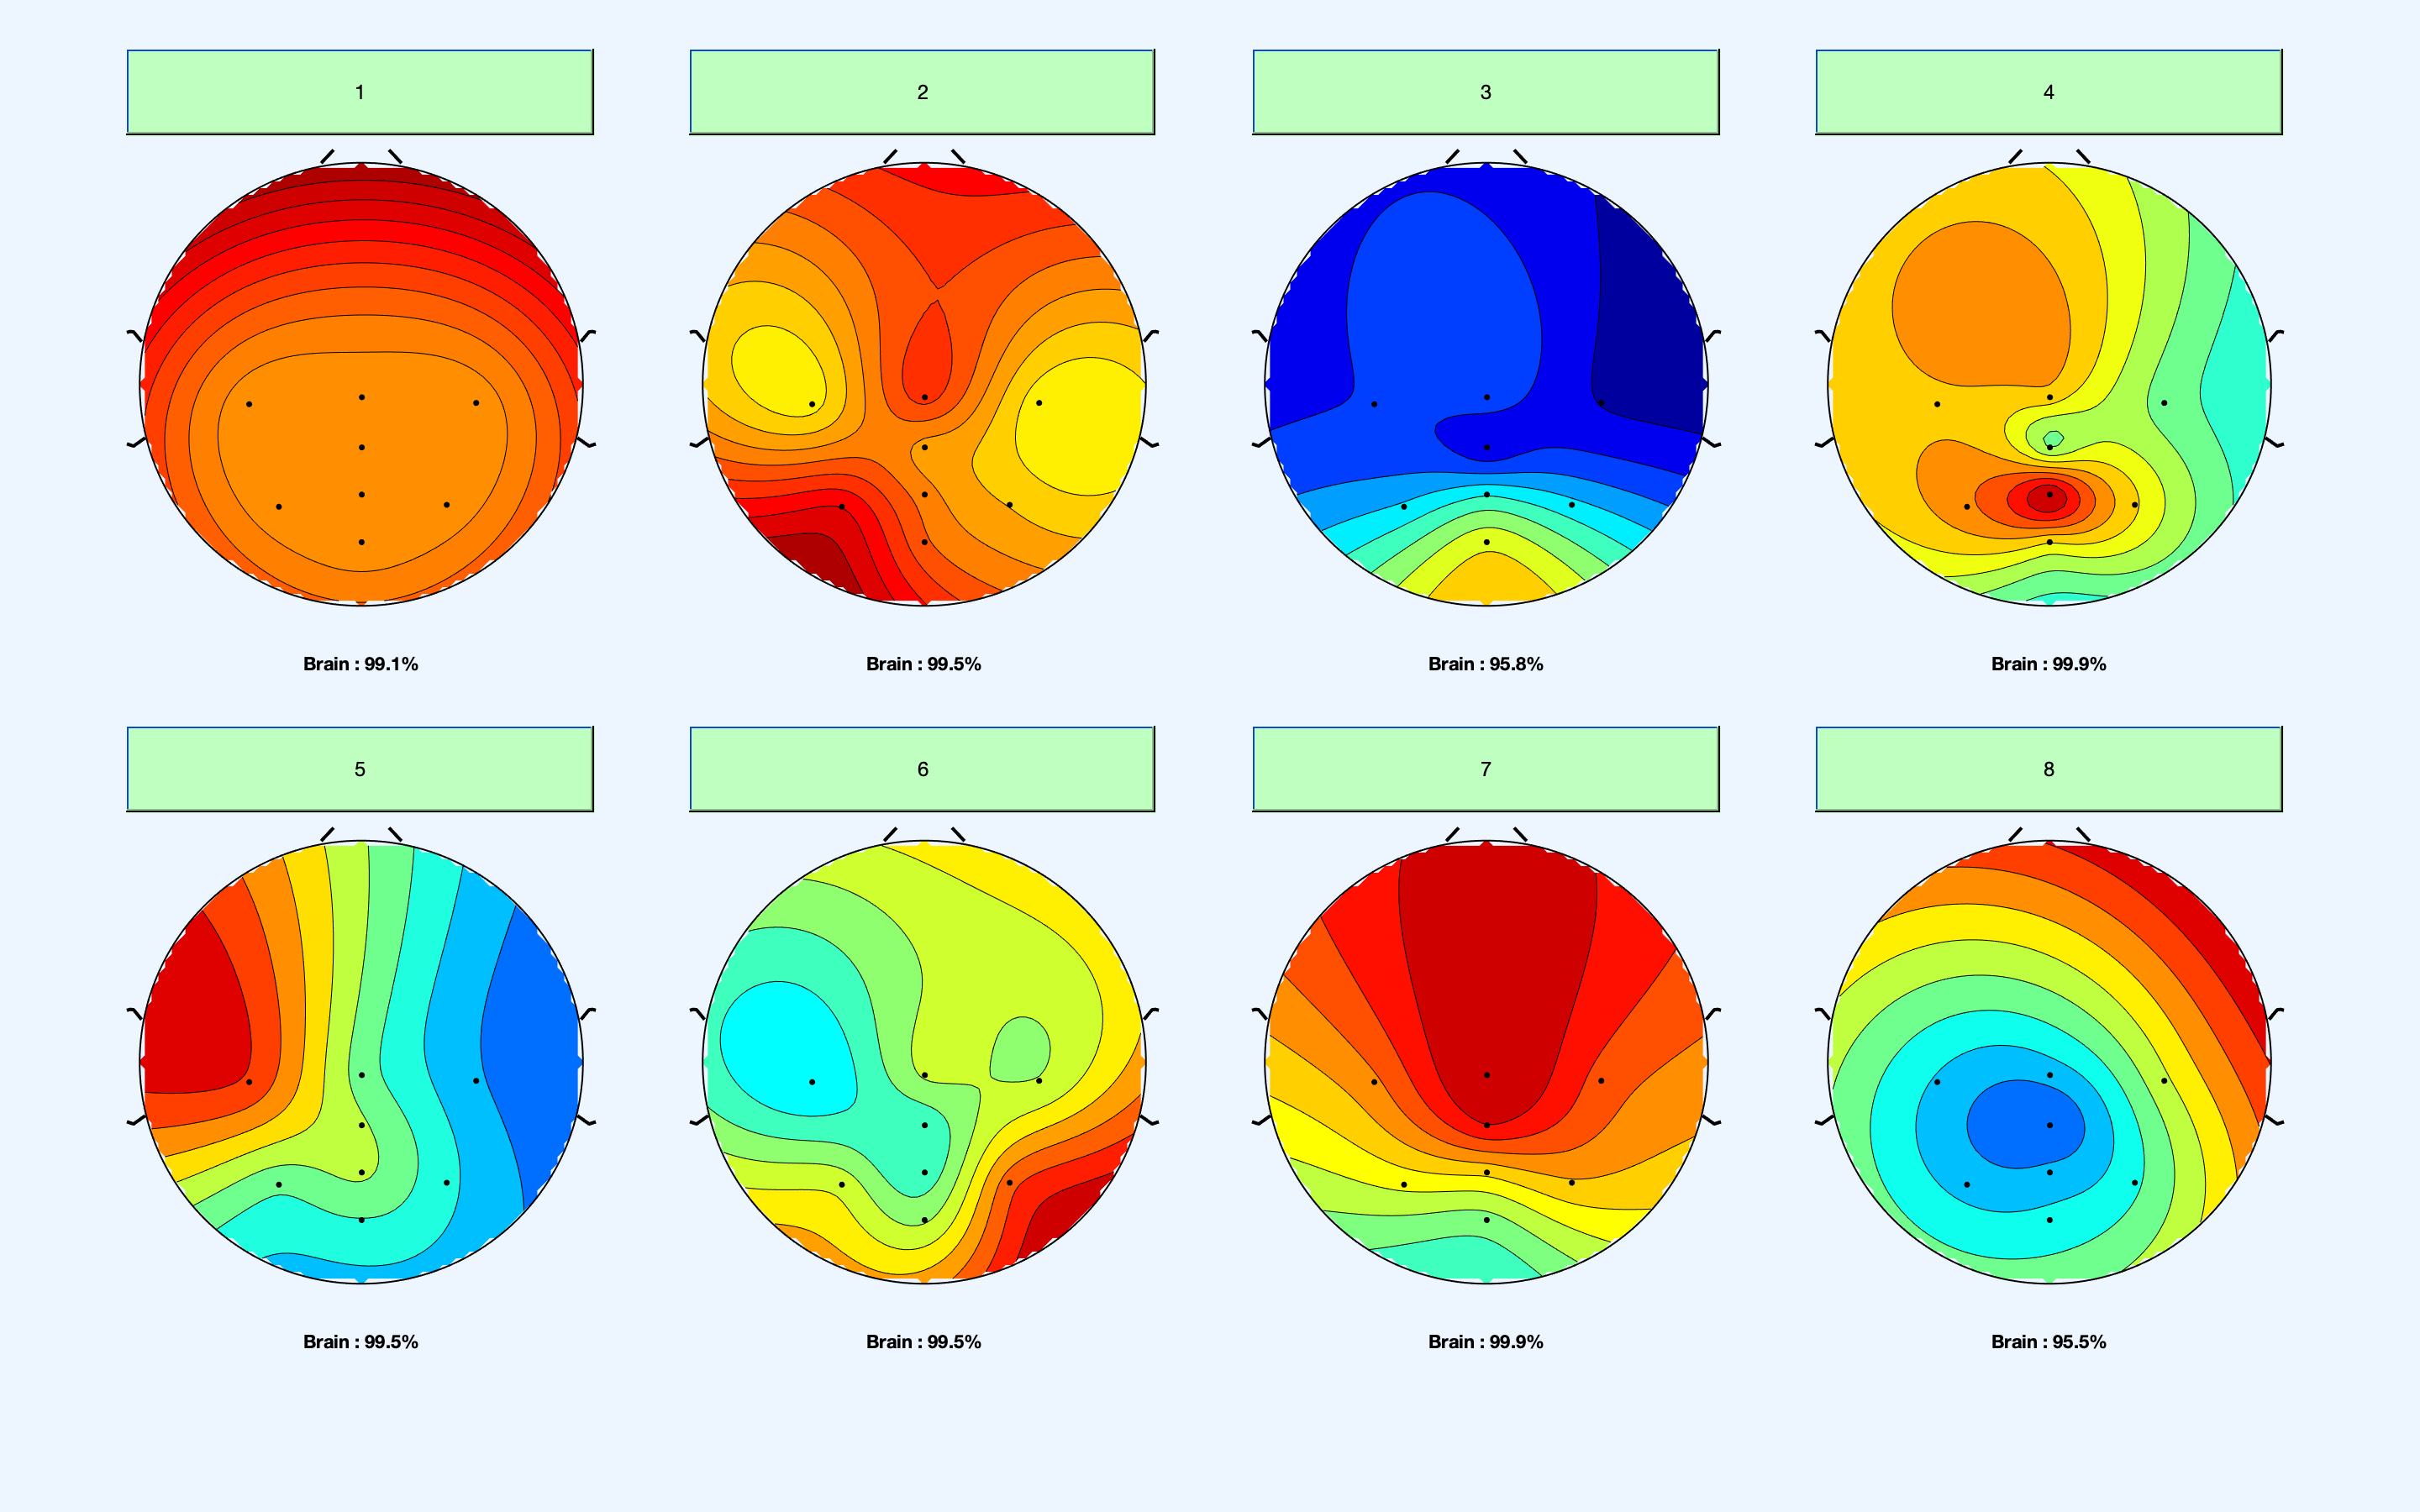 1
2
3
4
Brain : 99.1%
Brain : 99.5%
Brain : 95.8%
Brain : 99.9%
5
6
7
8
Brain : 99.5%
Brain : 99.5%
Brain : 99.9%
Brain : 95.5%